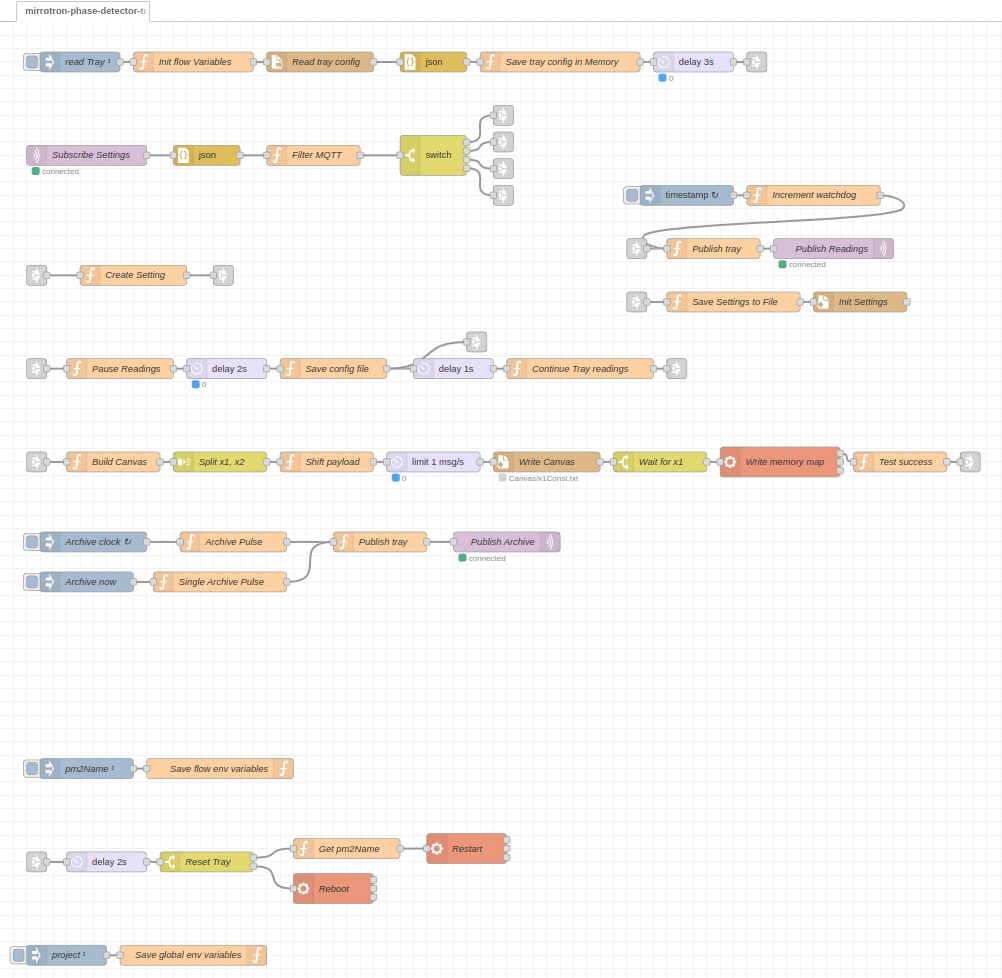 mirrotron-phase-detector-tr
read Tray ¹
Init flow Variables
Read tray config
json
Save tray config in Memory
delay 3s
0
Subscribe Settings
json
Filter MQTT
switch
connected
timestamp ↻
Increment watchdog
Publish tray
Publish Readings
connected
Create Setting
Save Settings to File
Init Settings
Pause Readings
delay 2s
Save config file
delay 1s
Continue Tray readings
0
Build Canvas
Split x1, x2
Shift payload
limit 1 msg/s
Write Canvas
Wait for x1
Write memory map
Test success
0
Canvas/x1Const.txt
Archive clock ↻
Archive Pulse
Publish tray
Publish Archive
connected
Archive now
Single Archive Pulse
pm2Name ¹
Save flow env variables
Get pm2Name
Restart
delay 2s
Reset Tray
Reboot
project ¹
Save global env variables